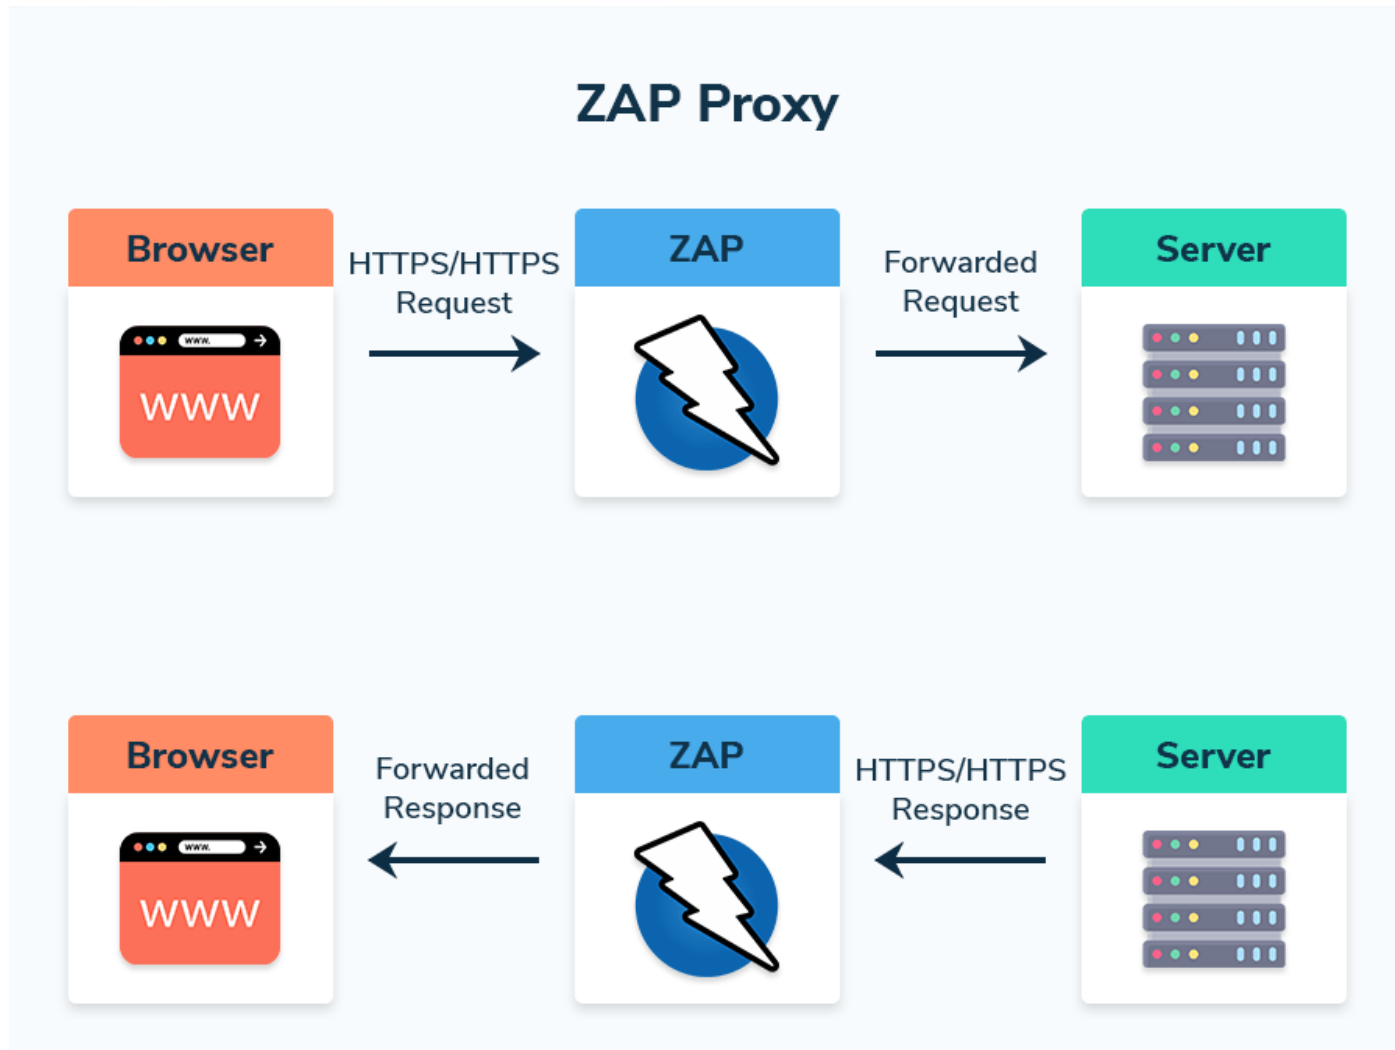 ZAP Proxy
Browser
HTTPS/HTTPS
Request
ZAP
Forwarded
Request
Server
www.
WWW
Browser
Forwarded
Response
ZAP
HTTPS/HTTPS
Response
Server
www.
WWW